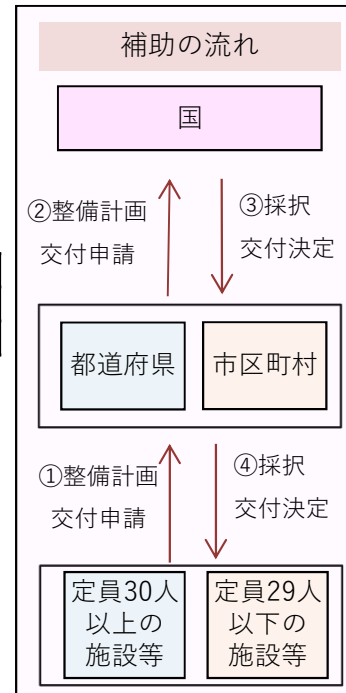 補助の流れ
国
②整備計画
交付申請
③採択
交付決定
都道府県
市区町村
①整備計画
交付申請
④採択
交付決定
定員30人
以上の
施設等
定員29人
以下の
施設等